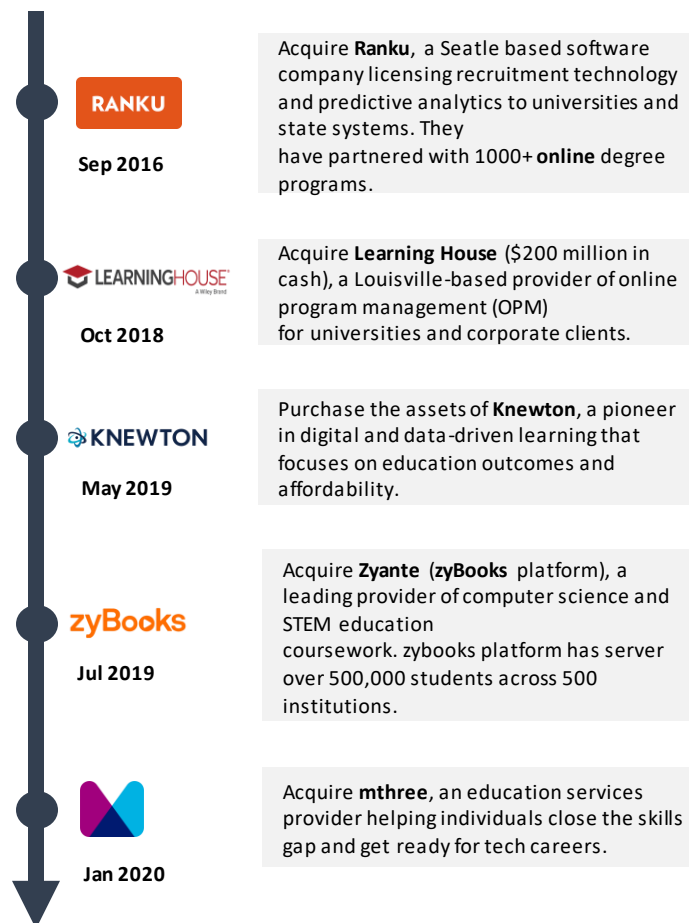 RANKU
Sep 2016
Acquire Ranku, a Seatle based software
company licensing recruitment technology
and predictive analytics to universities and
state systems. They
have partnered with 1000+ online degree
programs.
LEARNINGHOUSE®
A Wiley Brand
Oct 2018
Acquire Learning House ($200 million in
cash), a Louisville-based provider of online
program management (OPM)
for universities and corporate clients.
KNEWTON
May 2019
Purchase the assets of Knewton, a pioneer
in digital and data-driven learning that
focuses on education outcomes and
affordability.
zyBooks
Jul 2019
Acquire Zyante (zyBooks platform), a
leading provider of computer science and
STEM education
coursework. zybooks platform has server
over 500,000 students across 500
institutions.
Jan 2020
Acquire mthree, an education services
provider helping individuals close the skills
gap and get ready for tech careers.